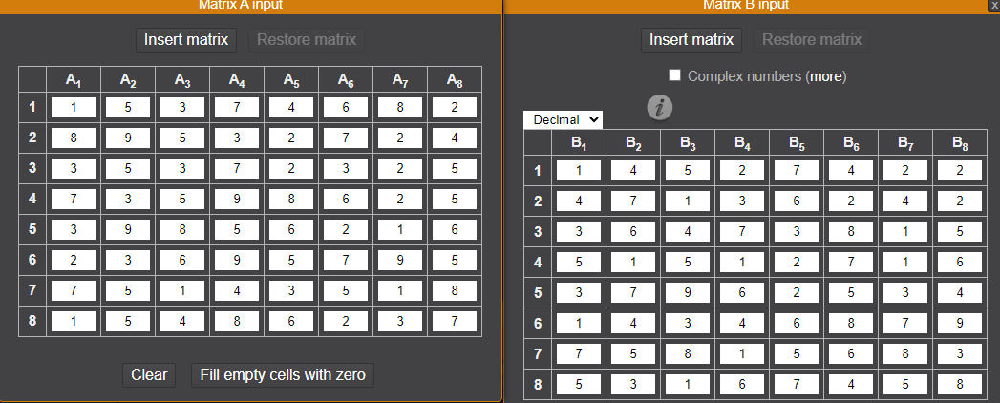 Matrix A input
Insert matrix Restore matrix
A1 A2 A3 A4 A5 A6 A7 A8
1 1 5 3 7 4 6 8 2
2 8 9 5 3 2 7 2 4
3 3 5 3 7 2 3 2 5
4 7 3 5 9 8 6 2 5
5 3 9 8 5 6 2 1 6
6 2 3 6 9 5 7 9 5
7 7 5 1 4 3 5 1 8
8 1 5 4 8 6 2 3 7
Clear Fill empty cells with zero
Matrix B input x
Insert matrix Restore matrix
Complex numbers (more)
i
Decimal
B1 B2 B3 B4 B5 B6 B7 B8
1 1 4 5 2 7 4 2 2
2 4 7 1 3 6 2 4 2
3 3 6 4 7 3 8 1 5
4 5 1 5 1 2 7 1 6
5 3 7 9 6 2 5 3 4
6 1 4 3 4 6 8 7 9
7 7 5 8 1 5 6 8 3
8 5 3 1 6 7 4 5 8